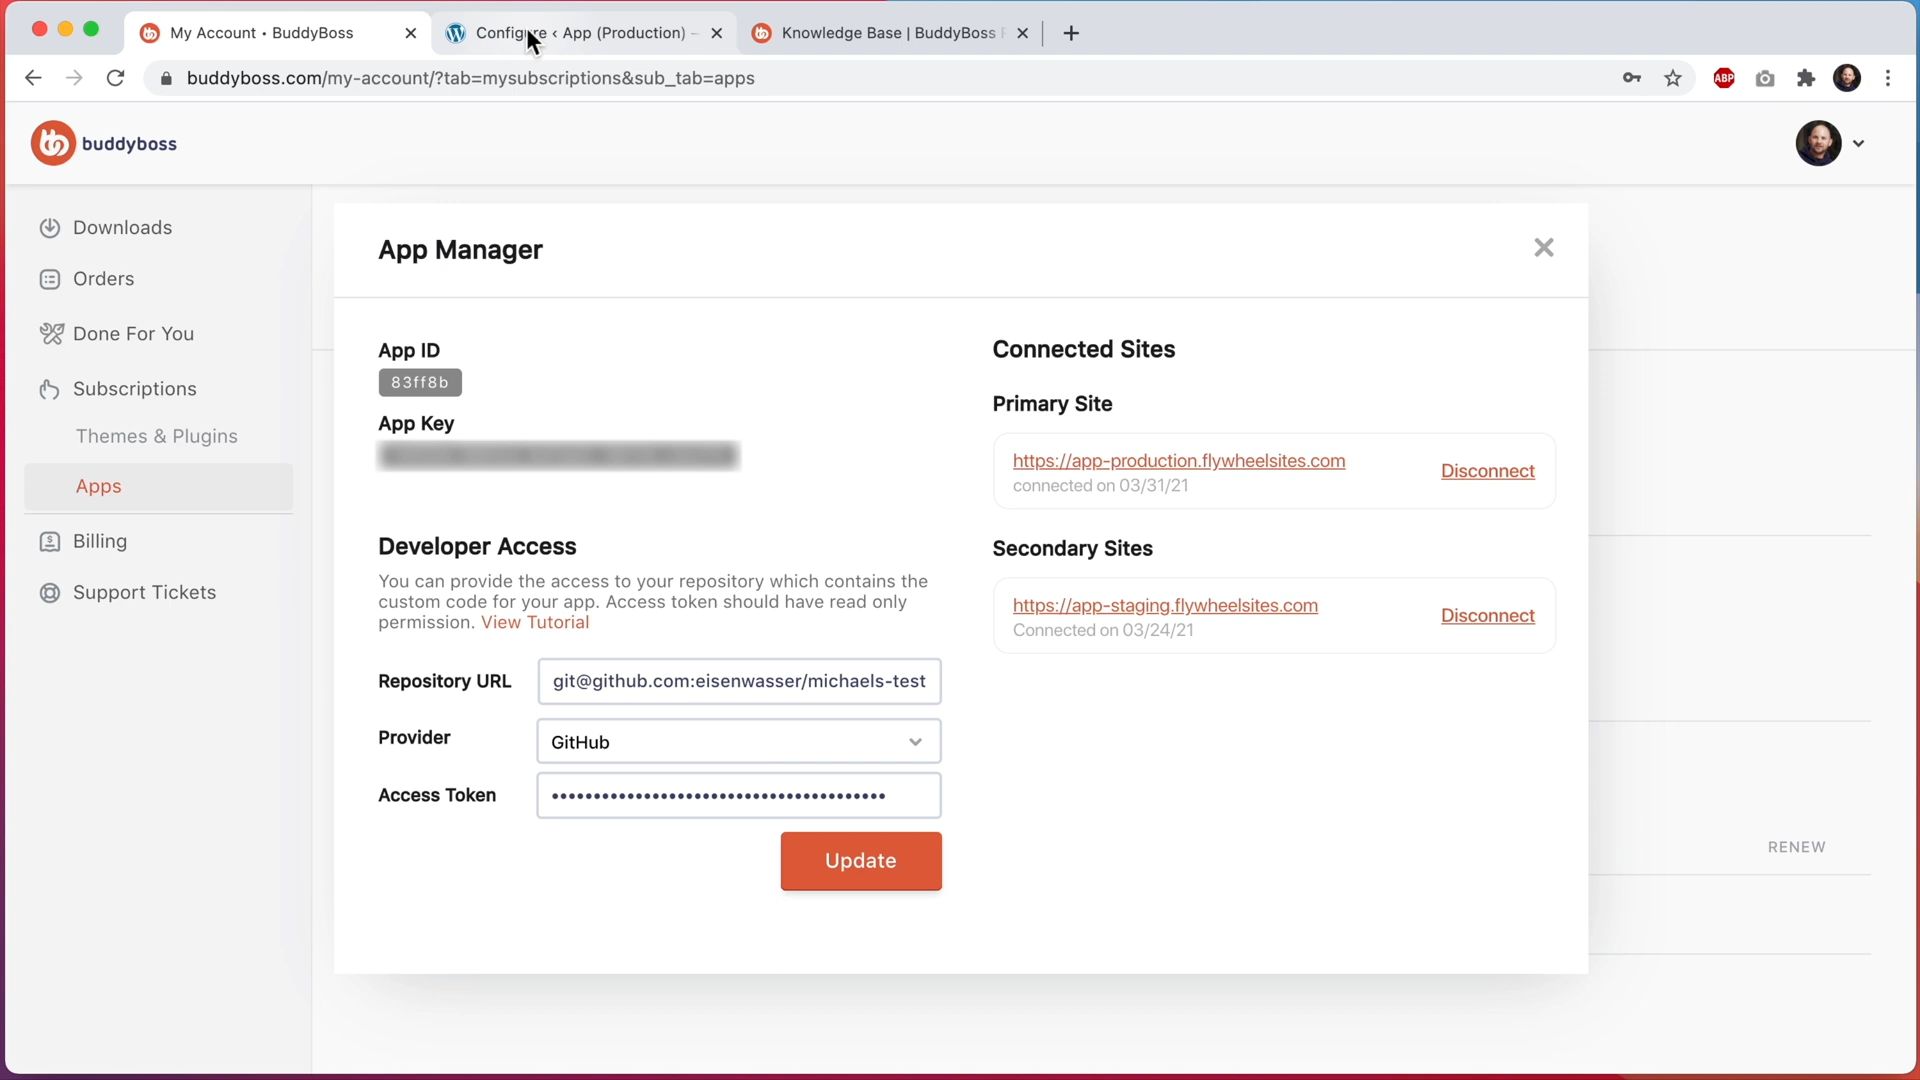 My Account • BuddyBoss
Configure ‹ App (Production) –
Knowledge Base | BuddyBoss
buddyboss.com/my-account/?tab=mysubscriptions&sub_tab=apps
ABP
buddyboss
Downloads
Orders
Done For You
Subscriptions
Themes & Plugins
Apps
Billing
Support Tickets
App Manager
App ID
83ff8b
App Key
Developer Access
You can provide the access to your repository which contains the
custom code for your app. Access token should have read only
permission. View Tutorial
Repository URL
git@github.com:eisenwasser/michaels-test
Provider
GitHub
Access Token
••••••••••••••••••••••••••••••••••••••••
Update
Connected Sites
Primary Site
https://app-production.flywheelsites.com
connected on 03/31/21
Disconnect
Secondary Sites
https://app-staging.flywheelsites.com
Connected on 03/24/21
Disconnect
RENEW